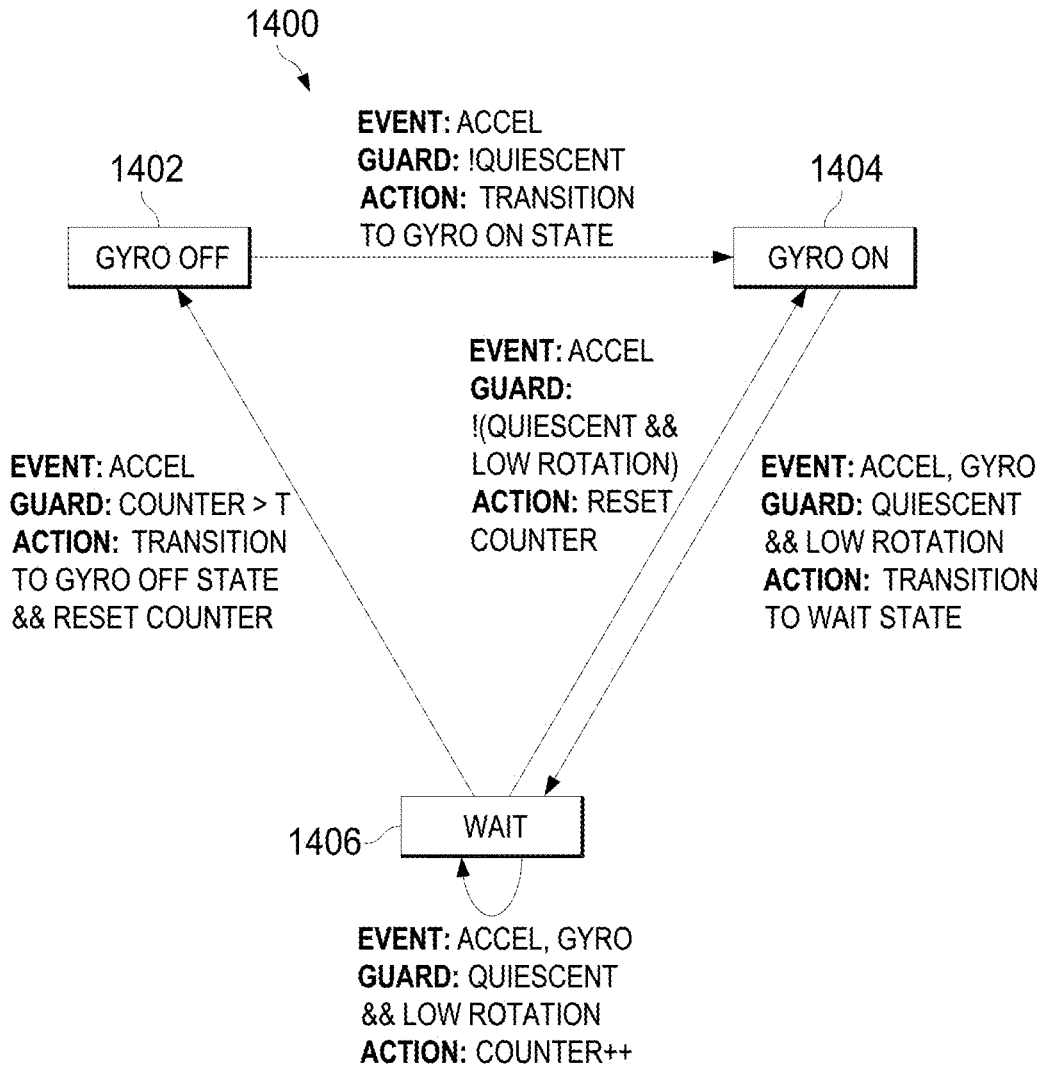 1400
EVENT: ACCEL
GUARD: !QUIESCENT
ACTION: TRANSITION
TO GYRO ON STATE
1402
1404
GYRO OFF
GYRO ON
EVENT: ACCEL
GUARD:
!(QUIESCENT &&
LOW ROTATION)
ACTION: RESET
COUNTER
EVENT: ACCEL
GUARD: COUNTER > T
ACTION: TRANSITION
TO GYRO OFF STATE
&& RESET COUNTER
EVENT: ACCEL, GYRO
GUARD: QUIESCENT
&& LOW ROTATION
ACTION: TRANSITION
TO WAIT STATE
WAIT
1406
EVENT: ACCEL, GYRO
GUARD: QUIESCENT
&& LOW ROTATION
ACTION: COUNTER++